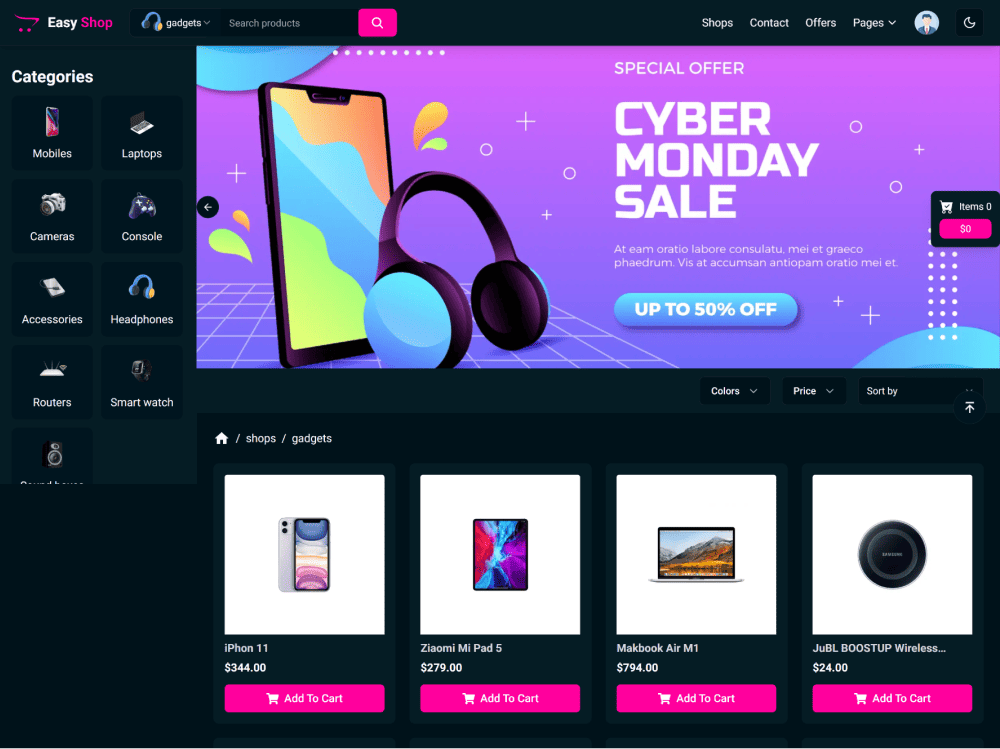 Easy Shop
gadgets
Search products
Shops
Contact
Offers
Pages
Categories
Mobiles
Laptops
Cameras
Console
Accessories
Headphones
Routers
Smart watch
SPECIAL OFFER
CYBER
MONDAY
SALE
At eam oratio labore consulatu, mei et graeco
phaedrum. Vis at accumsan antiopam oratio mei et.
UP TO 50% OFF
Items 0
$0
Colors
Price
Sort by
/ shops / gadgets
iPhon 11
$344.00
Add To Cart
Ziaomi Mi Pad 5
$279.00
Add To Cart
Makbook Air M1
$794.00
Add To Cart
SAMSUNG
JuBL BOOSTUP Wireless...
$24.00
Add To Cart